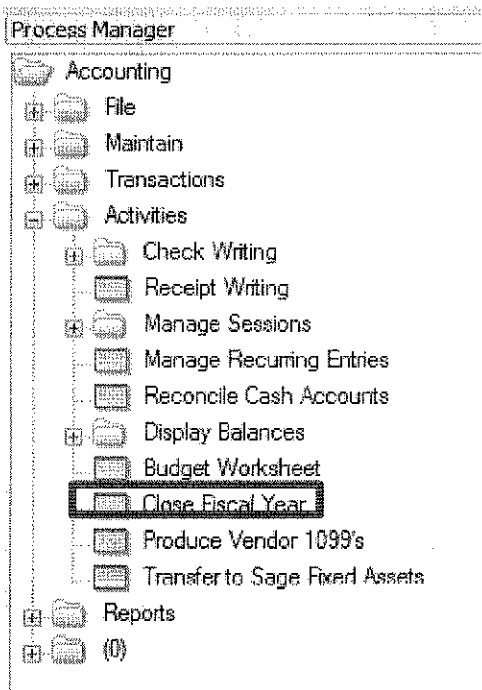 Process Manager
Accounting
File
Maintain
Transactions
Activities
Check Writing
Receipt Writing
Manage Sessions
Manage Recurring Entries
Reconcile Cash Accounts
Display Balances
Budget Worksheet
Close Fiscal Year
Produce Vendor 1099's
Transfer to Sage Fixed Assets
Reports
(0)